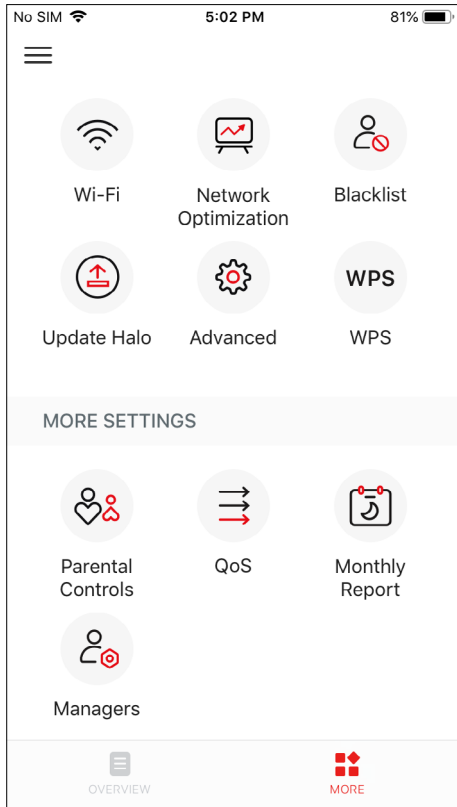 No SIM 5:02 PM 81%
Wi-Fi Network Blacklist
Optimization
WPS
Update Halo Advanced WPS
MORE SETTINGS
Parental QoS Monthly
Controls Report
Managers
OVERVIEW MORE